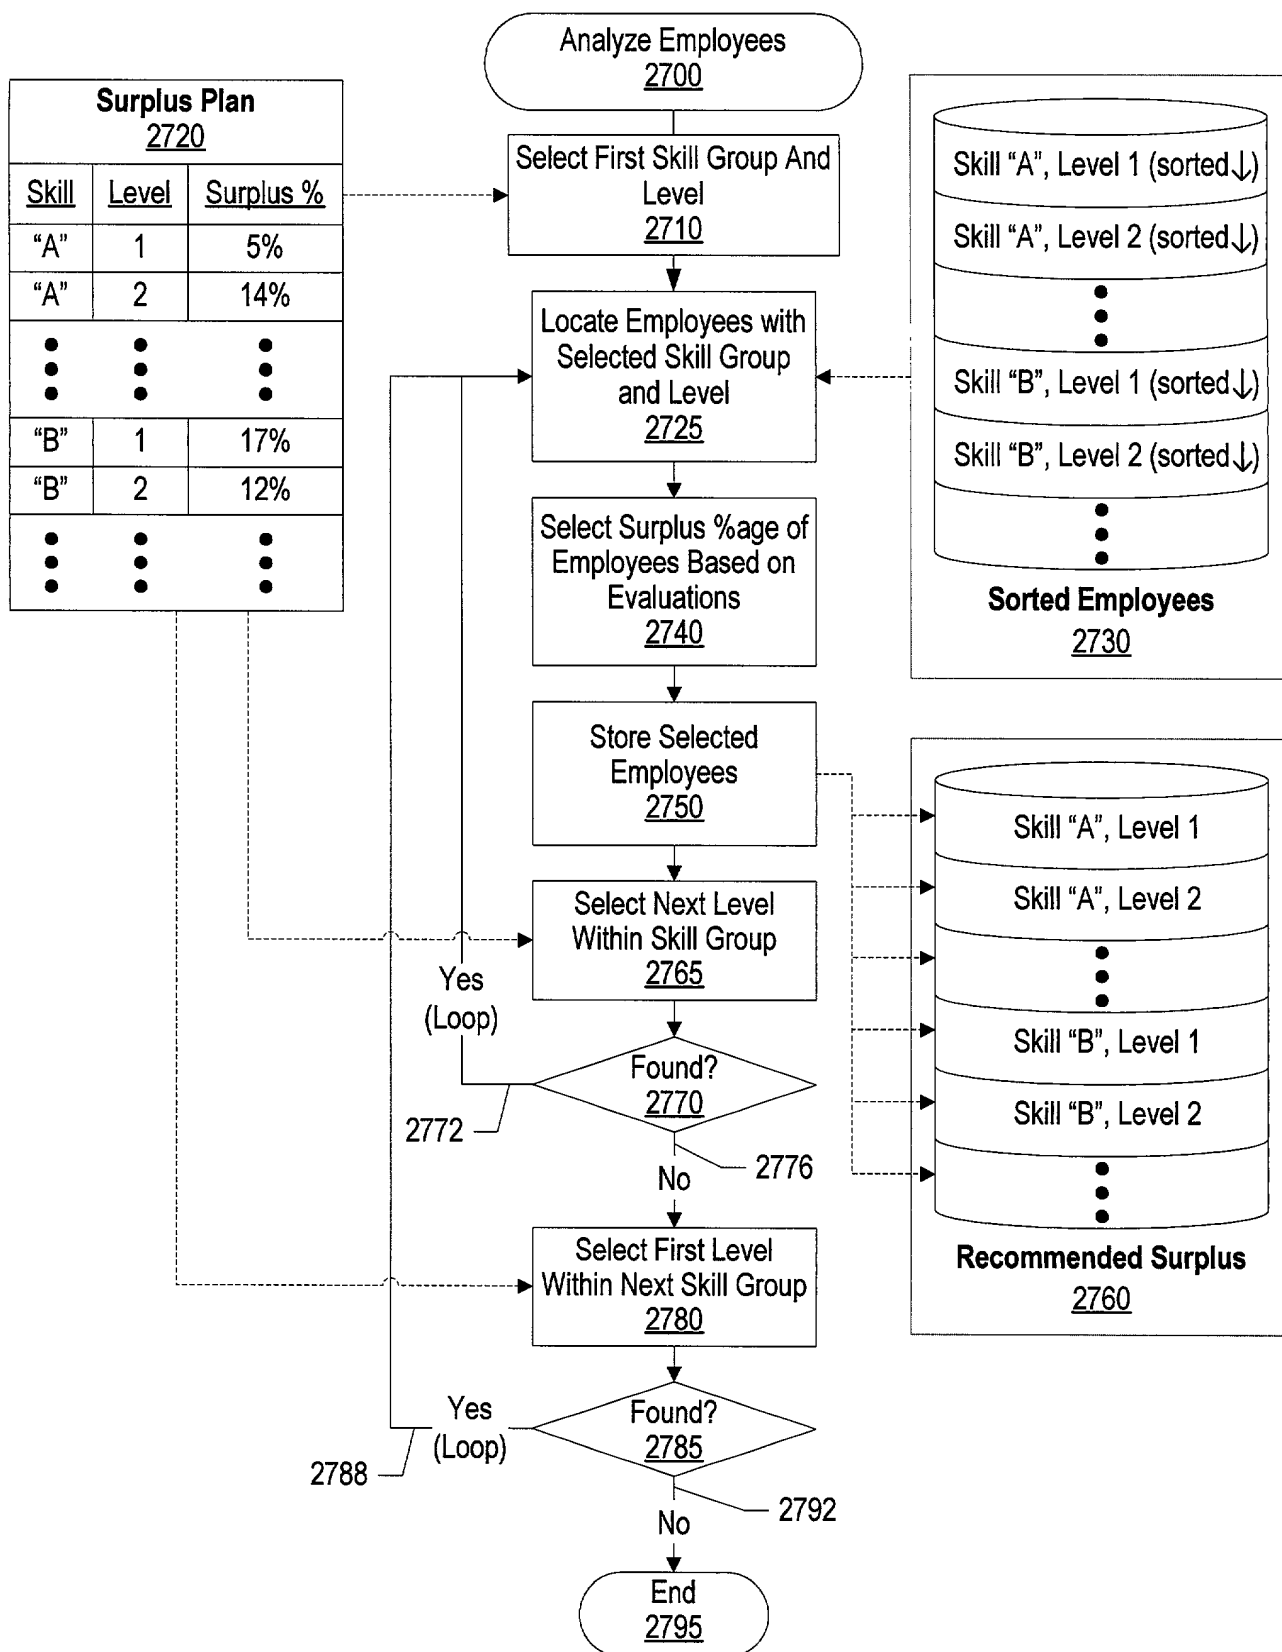 Analyze Employees
2700
Surplus Plan
2720
Skill Level Surplus %
“A” 1 5%
“A” 2 14%
“B” 1 17%
“B” 2 12%
Select First Skill Group And
Level
2710
Locate Employees with
Selected Skill Group
and Level
2725
Skill “A”, Level 1 (sorted↓)
Skill “A”, Level 2 (sorted↓)
Skill “B”, Level 1 (sorted↓)
Skill “B”, Level 2 (sorted↓)
Sorted Employees
2730
Select Surplus %age of
Employees Based on
Evaluations
2740
Store Selected
Employees
2750
Skill “A”, Level 1
Skill “A”, Level 2
Skill “B”, Level 1
Skill “B”, Level 2
Recommended Surplus
2760
Select Next Level
Within Skill Group
2765
Yes
(Loop)
Found?
2770
2772
2776
No
Select First Level
Within Next Skill Group
2780
Yes
(Loop)
Found?
2785
2788
2792
No
End
2795